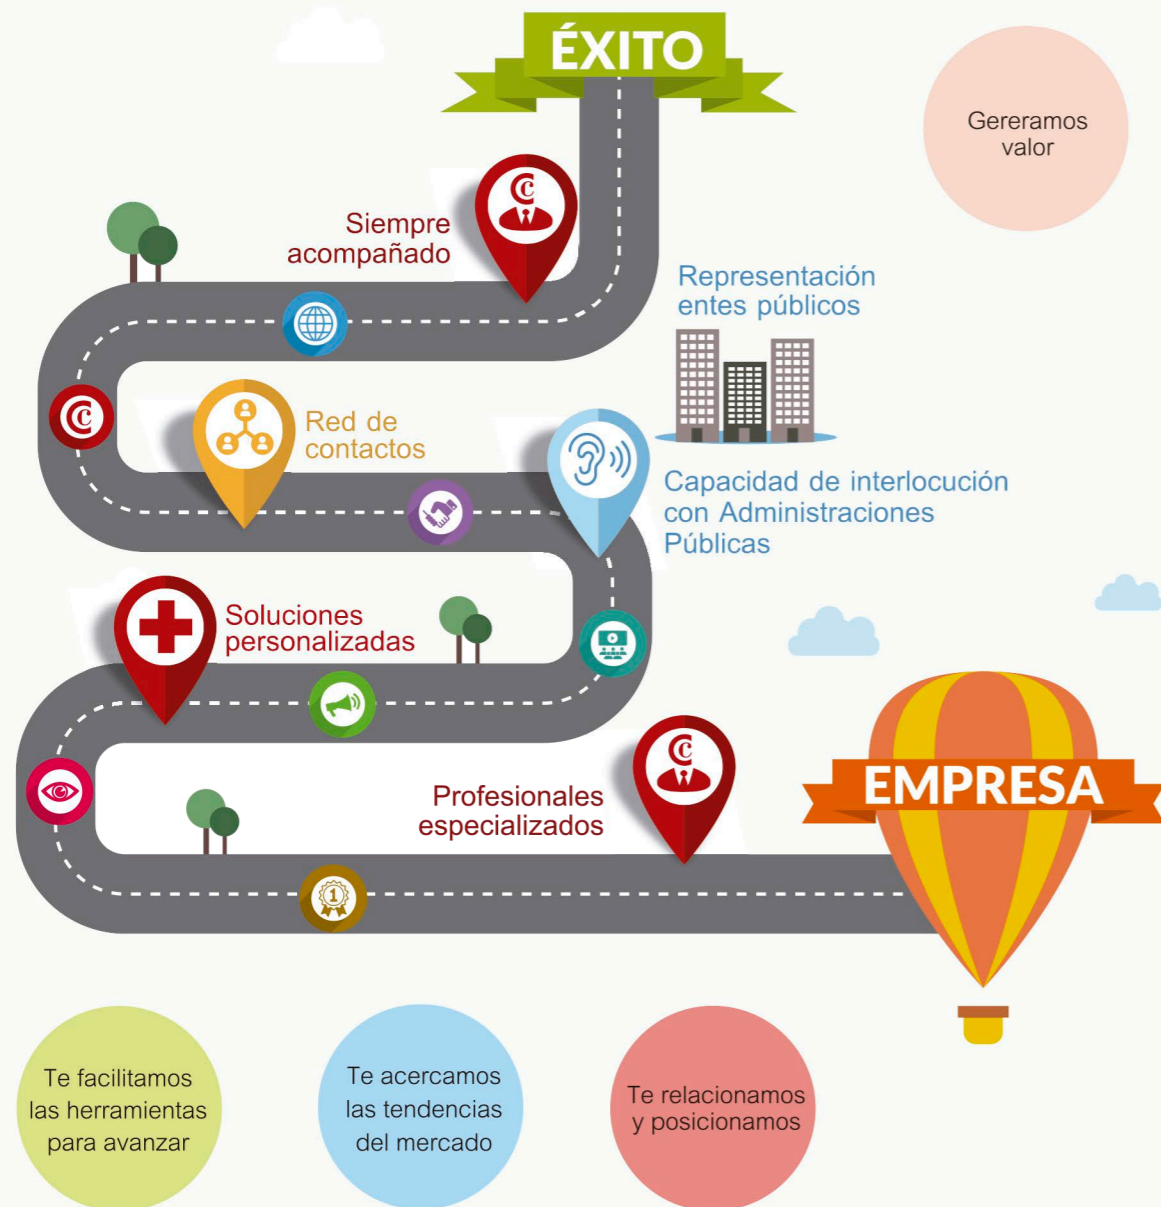 ÉXITO
Gereramos
valor
Siempre
acompañado
Representación
entes públicos
Red de
contactos
Capacidad de interlocución
con Administraciones
Públicas
Soluciones
personalizadas
EMPRESA
Profesionales
especializados
1
Te facilitamos
las herramientas
para avanzar
Te acercamos
las tendencias
del mercado
Te relacionamos
y posicionamos